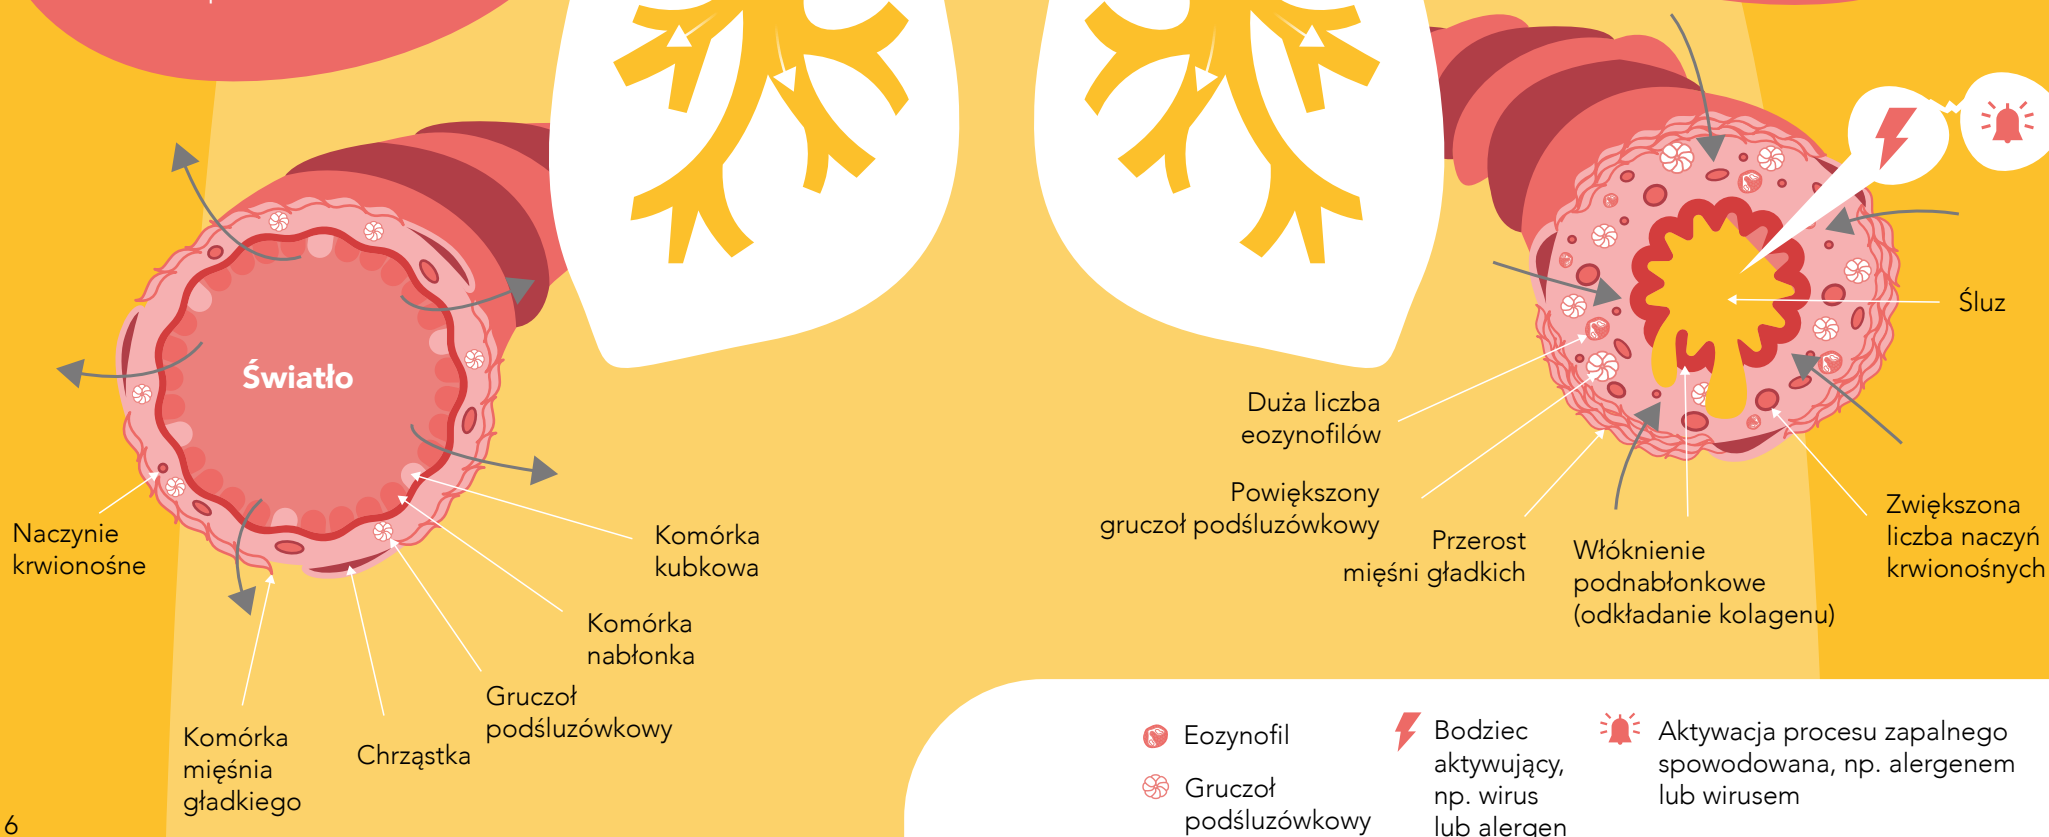 Światło
Naczynie
krwionośne
Komórka
mięśnia
gładkiego
Chrząstka
Gruczoł
podśluzówkowy
Komórka
nabłonka
Komórka
kubkowa
Śluz
Duża liczba
eozynofilów
Powiększony
gruczoł podśluzówkowy
Przerost
mięśni gładkich
Włóknienie
podnabłonkowe
(odkładanie kolagenu)
Zwiększona
liczba naczyń
krwionośnych
Eozynofil
Gruczoł
podśluzówkowy
Bodziec
aktywujący,
np. wirus
lub alergen
Aktywacja procesu zapalnego
spowodowana, np. alergenem
lub wirusem
6